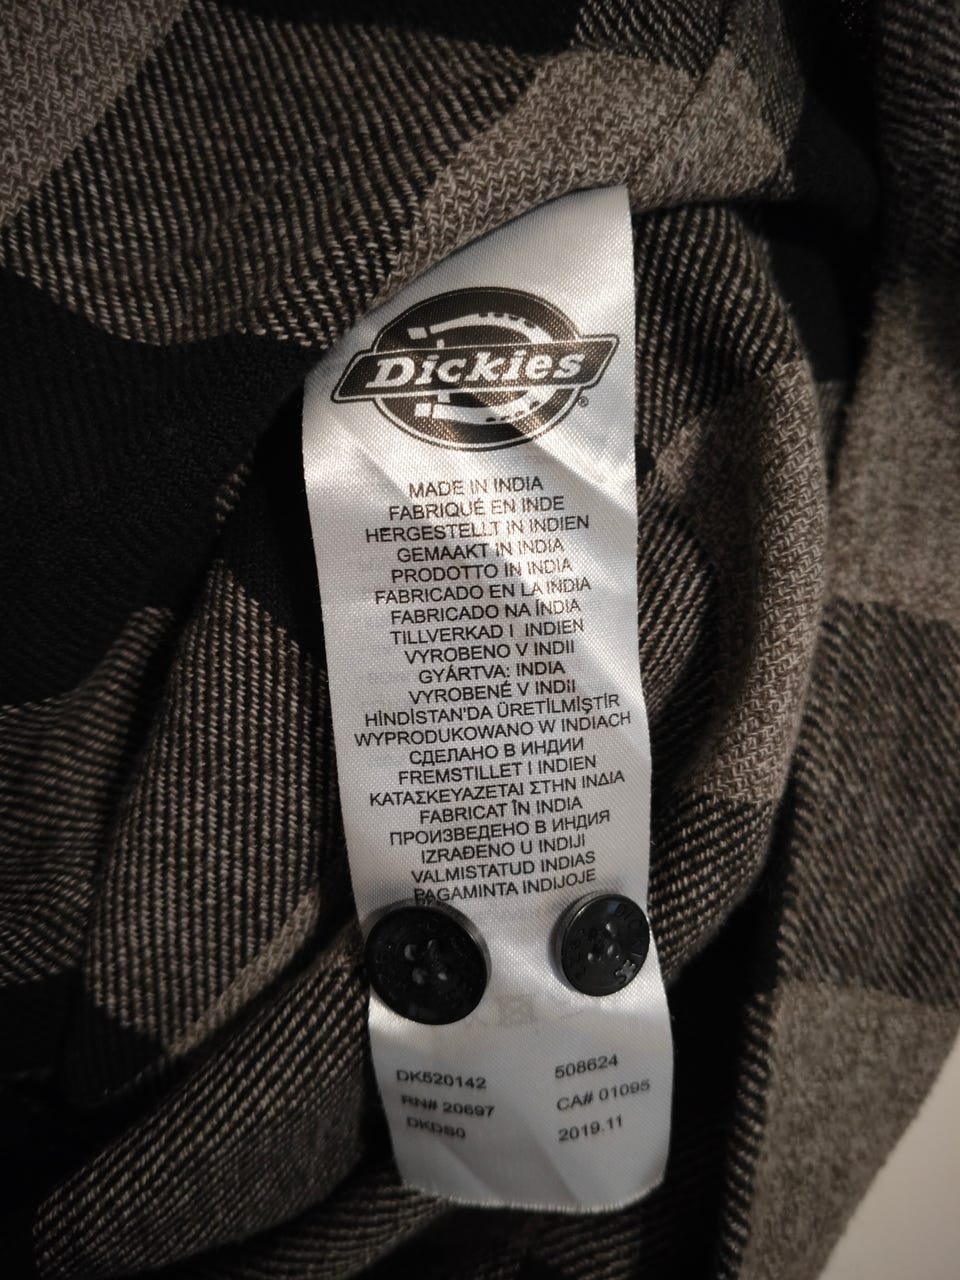 Dickies
®
MADE IN INDIA
FABRIQUÉ EN INDE
HERGESTELLT IN INDIEN
GEMAAKT IN INDIA
PRODOTTO IN INDIA
FABRICADO EN LA INDIA
FABRICADO NA ÍNDIA
TILLVERKAD I INDIEN
VYROBENO V INDII
GYÁRTVA: INDIA
VYROBENÉ V INDII
HİNDİSTAN'DA ÜRETİLMİŞTİR
WYPRODUKOWANO W INDIACH
СДЕЛАНО В ИНДИИ
FREMSTILLET I INDIEN
ΚΑΤΑΣΚΕΥΑΖΕΤΑΙ ΣΤΗΝ ΙΝΔΙΑ
FABRICAT ÎN INDIA
ПРОИЗВЕДЕНО В ИНДИЯ
IZRAĐENO U INDIJI
VALMISTATUD INDIAS
PAGAMINTA INDIJOJE
DK520142 508624
RN# 20697 CA# 01095
DKDS0 2019.11